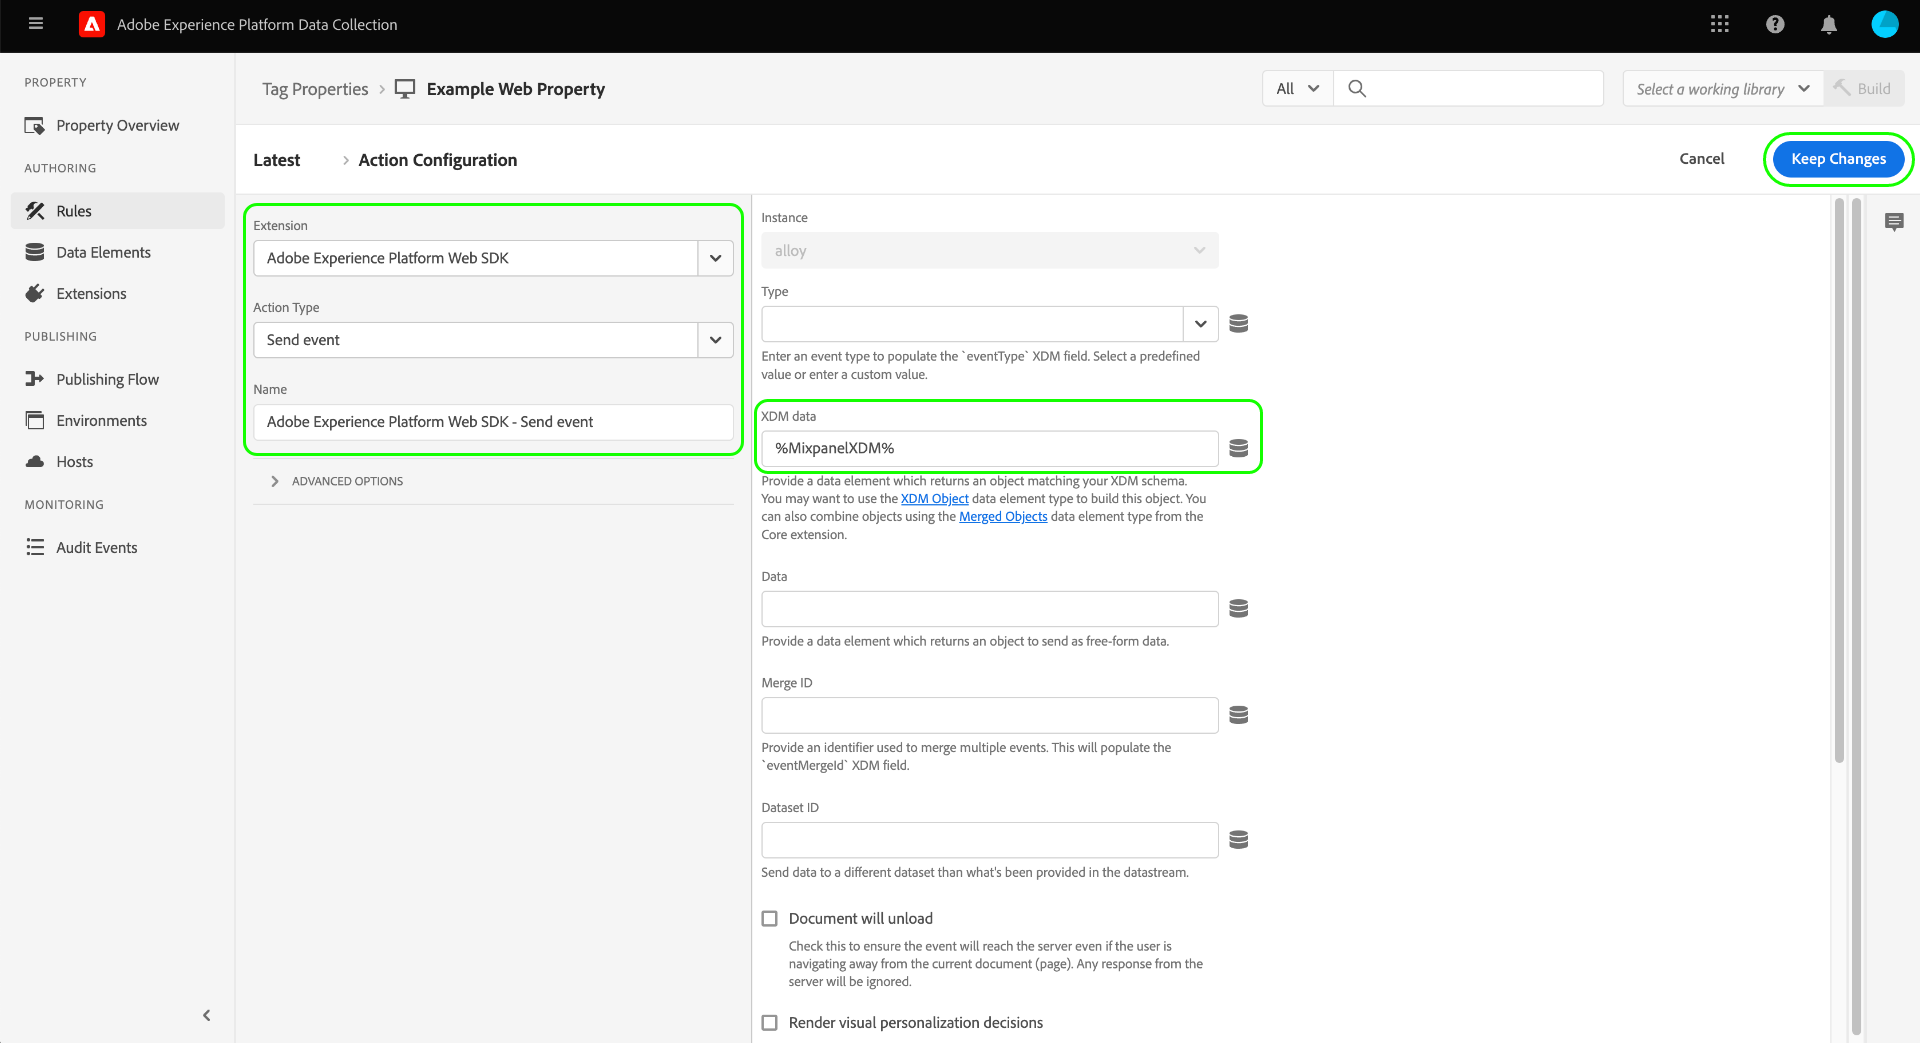 Adobe Experience Platform Data Collection
PROPERTY
Property Overview
AUTHORING
Rules
Data Elements
Extensions
PUBLISHING
Publishing Flow
Environments
Hosts
MONITORING
Audit Events
Tag Properties
Example Web Property
All
Select a working library
Build
Latest
Action Configuration
Cancel
Keep Changes
Extension
Adobe Experience Platform Web SDK
Action Type
Send event
Name
Adobe Experience Platform Web SDK - Send event
ADVANCED OPTIONS
Instance
alloy
Type
Enter an event type to populate the `eventType` XDM field. Select a predefined
value or enter a custom value.
XDM data
%MixpanelXDM%
Provide a data element which returns an object matching your XDM schema.
You may want to use the XDM Object data element type to build this object. You
can also combine objects using the Merged Objects data element type from the
Core extension.
Data
Provide a data element which returns an object to send as free-form data.
Merge ID
Provide an identifier used to merge multiple events. This will populate the
`eventMergeId` XDM field.
Dataset ID
Send data to a different dataset than what's been provided in the datastream.
Document will unload
Check this to ensure the event will reach the server even if the user is
navigating away from the current document (page). Any response from the
server will be ignored.
Render visual personalization decisions